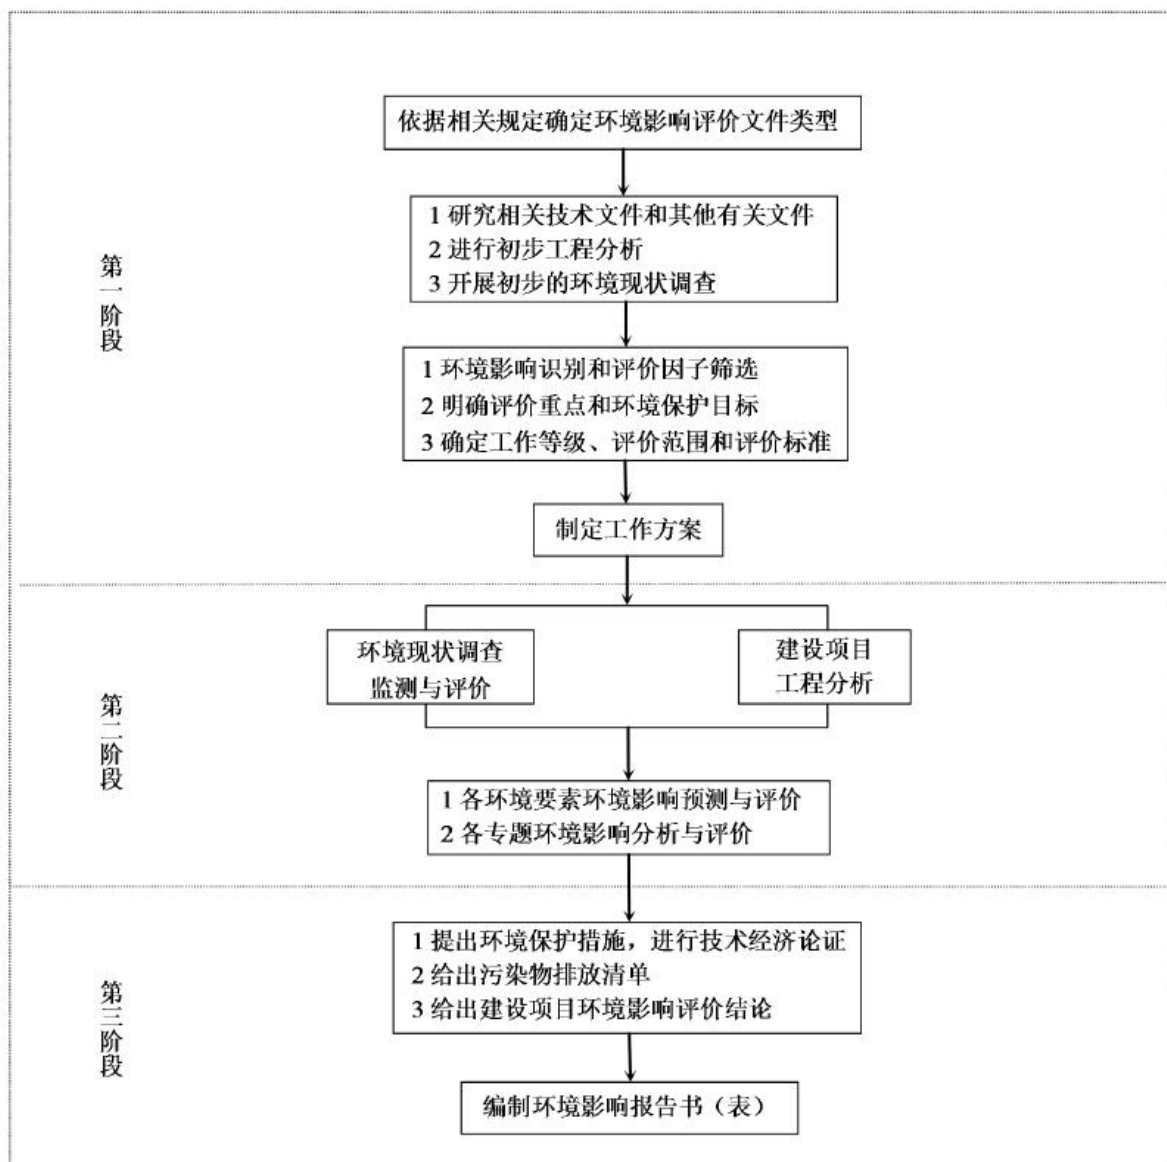 依据相关规定确定环境影响评价文件类型
1 研究相关技术文件和其他有关文件
2 进行初步工程分析
3 开展初步的环境现状调查
第一阶段
1 环境影响识别和评价因子筛选
2 明确评价重点和环境保护目标
3 确定工作等级、评价范围和评价标准
制定工作方案
环境现状调查
监测与评价
建设项目
工程分析
第二阶段
1 各环境要素环境影响预测与评价
2 各专题环境影响分析与评价
1 提出环境保护措施，进行技术经济论证
2 给出污染物排放清单
3 给出建设项目环境影响评价结论
第三阶段
编制环境影响报告书（表）